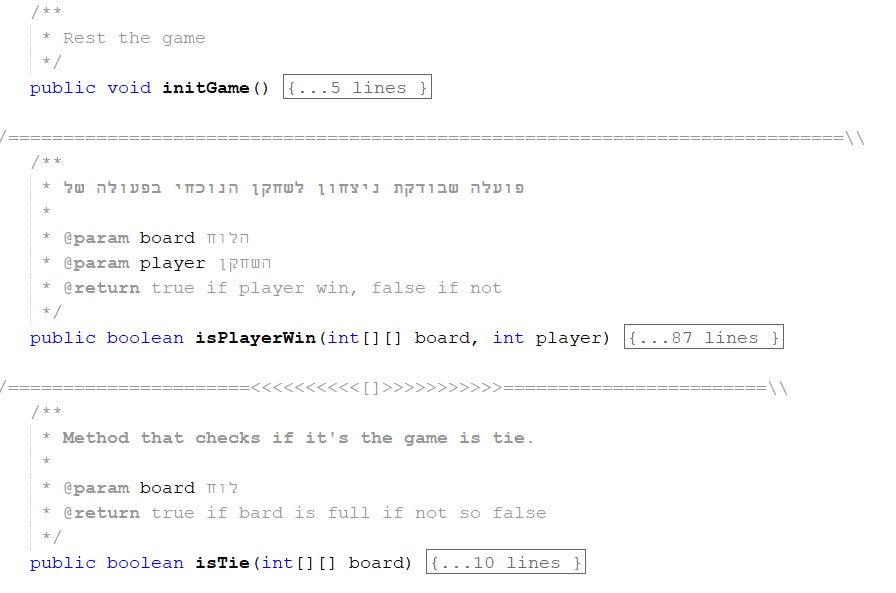 /**
* Rest the game
*/
public void initGame() {...5 lines }
/============================================================================\\
/**
* פועלה שבודקת ניצחון לשחקן הנוכחי בפעולה של
*
* @param board הלוח
* @param player השחקן
* @return true if player win, false if not
*/
public boolean isPlayerWin(int[][] board, int player) {...87 lines }
/======================<<<<<<<<<<[]>>>>>>>>>>>========================\\
/**
* Method that checks if it's the game is tie.
*
* @param board לוח
* @return true if bard is full if not so false
*/
public boolean isTie(int[][] board) {...10 lines }